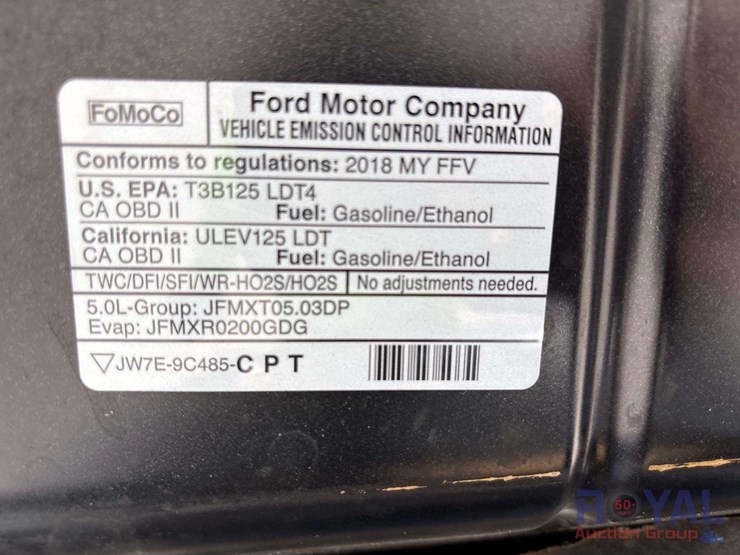 FoMoCo
Ford Motor Company
VEHICLE EMISSION CONTROL INFORMATION
Conforms to regulations: 2018 MY FFV
U.S. EPA: T3B125 LDT4
CA OBD II Fuel: Gasoline/Ethanol
California: ULEV125 LDT
CA OBD II Fuel: Gasoline/Ethanol
TWC/DFI/SFI/WR-HO2S/HO2S No adjustments needed.
5.0L-Group: JFMXT05.03DP
Evap: JFMXR0200GDG
JW7E-9C485-C P T
ROYAL
Auction Group